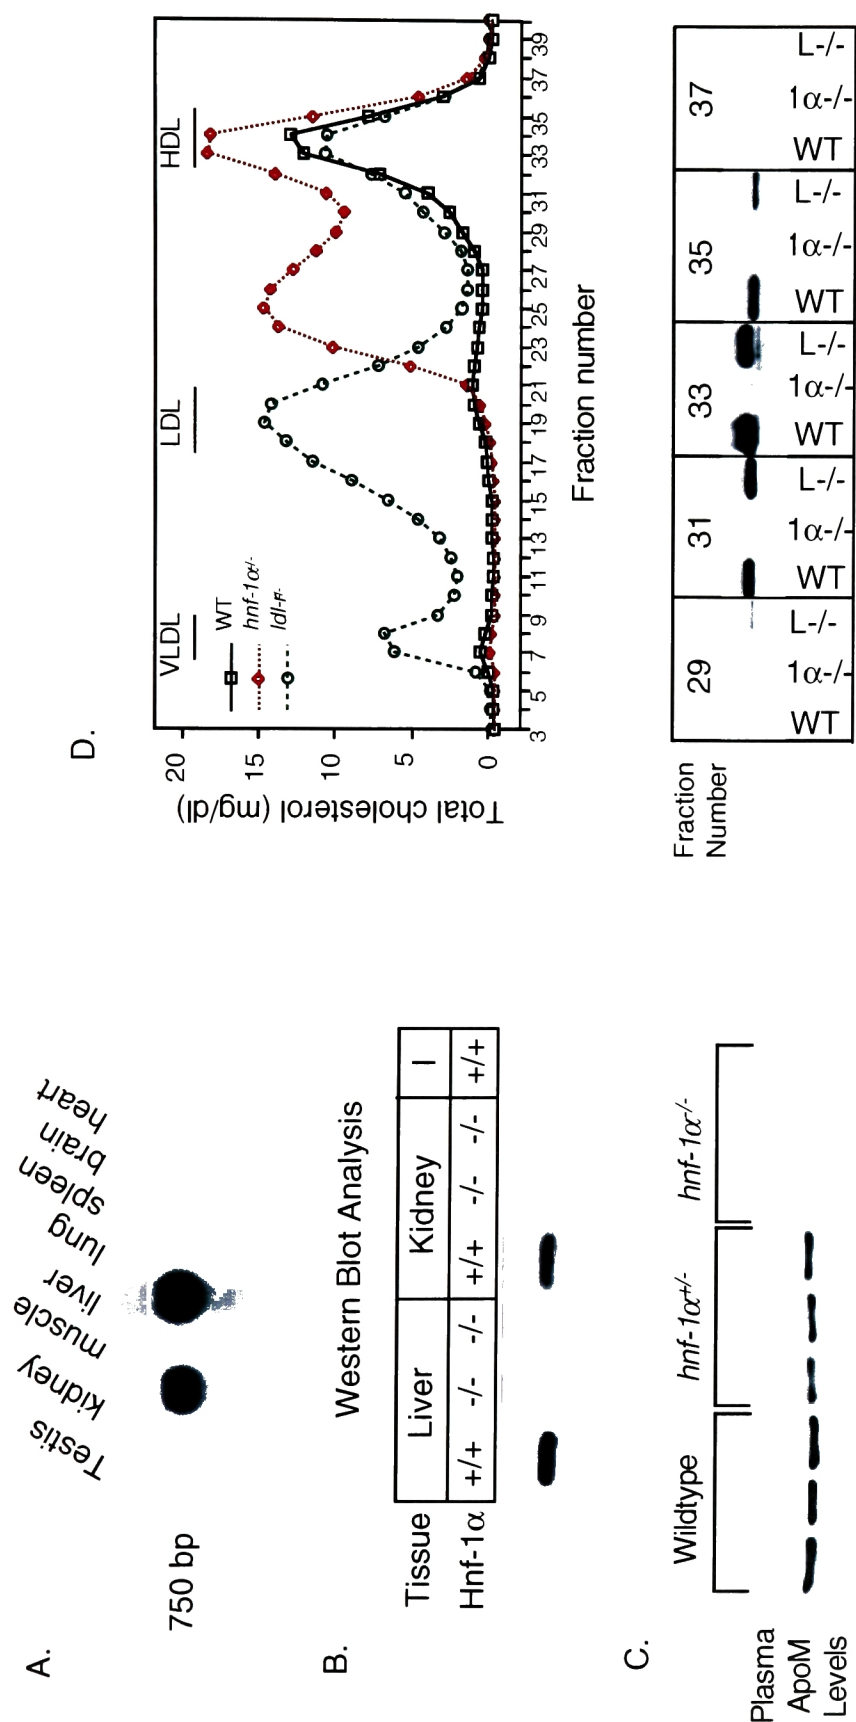 A.
Testis kidney muscle liver lung spleen brain heart
750 bp
B.
Western Blot Analysis
Tissue Liver Kidney I
Hnf-1α +/+ -/- -/- +/+ -/- -/- +/+
C.
Wildtype hnf-1α+/- hnf-1α-/-
Plasma
ApoM
Levels
D.
VLDL LDL HDL
WT
hnf-1α-/-
ldl-r-/-
Total cholesterol (mg/dl)
20
15
10
5
0
3 5 7 9 11 13 15 17 19 21 23 25 27 29 31 33 35 37 39
Fraction number
Fraction
Number
29 31 33 35 37
WT 1α-/- L-/- WT 1α-/- L-/- WT 1α-/- L-/- WT 1α-/- L-/- WT 1α-/- L-/-